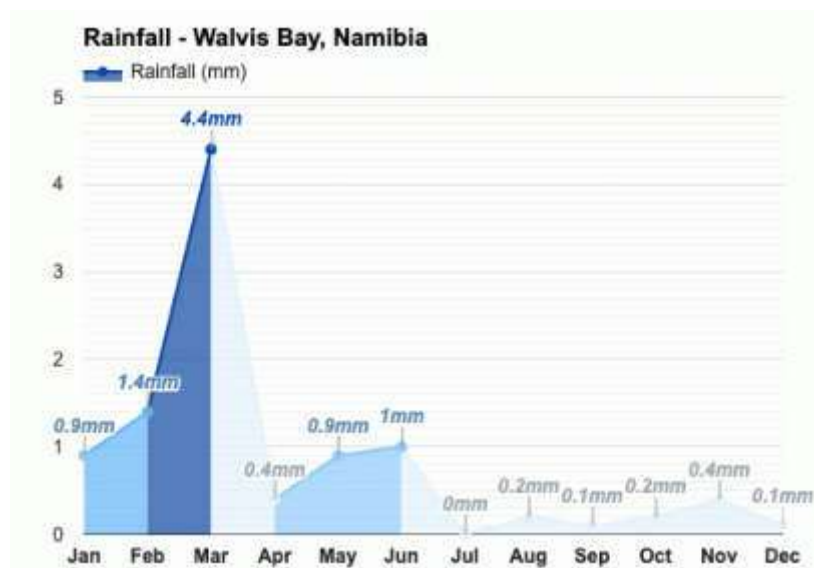 Rainfall - Walvis Bay, Namibia
Rainfall (mm)
5
4.4mm
4
3
2
1.4mm
0.9mm
0.9mm
1mm
1
0.4mm
0mm
0.2mm
0.1mm
0.2mm
0.4mm
0.1mm
0
Jan Feb Mar Apr May Jun Jul Aug Sep Oct Nov Dec